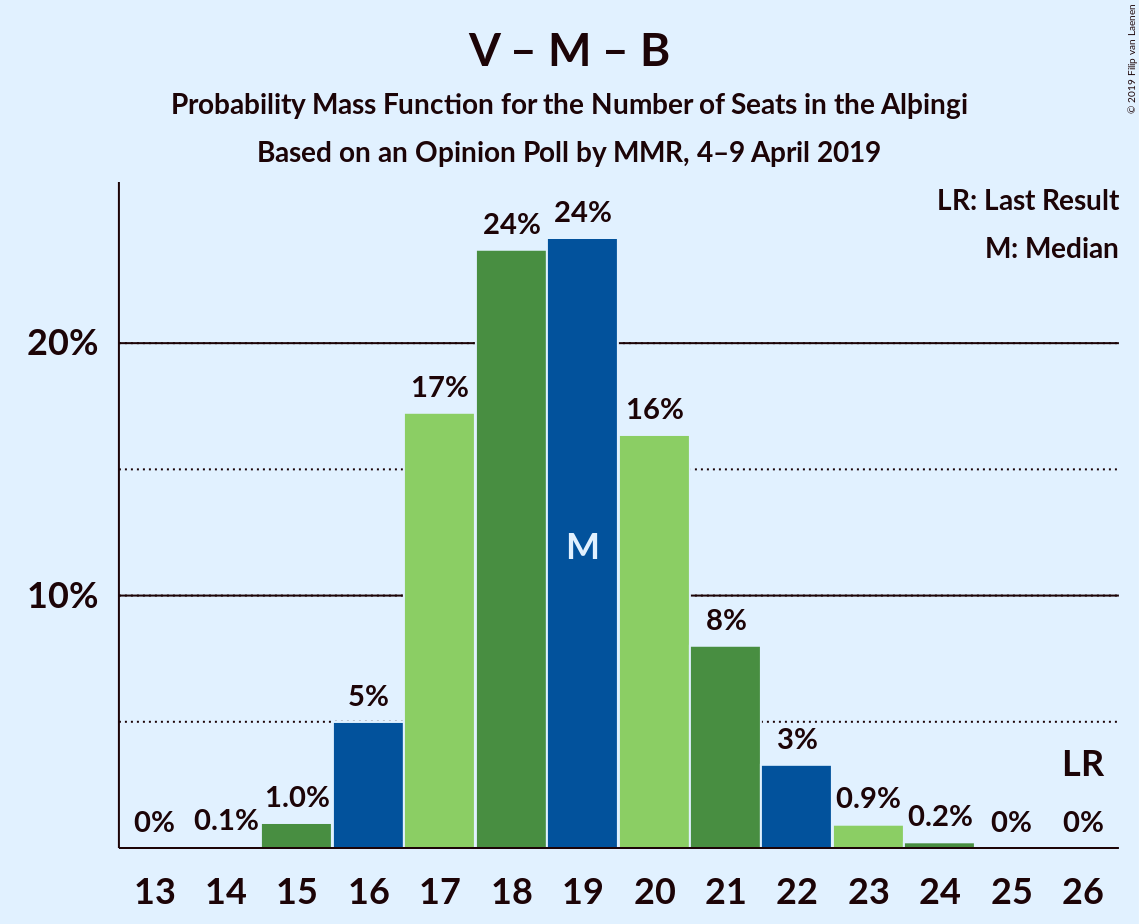 V – M – B
Probability Mass Function for the Number of Seats in the Alþingi
Based on an Opinion Poll by MMR, 4–9 April 2019
© 2019 Filip van Laenen
LR: Last Result
M: Median
20%
10%
0%
0.1%
1.0%
5%
17%
24%
24%
16%
8%
3%
0.9%
0.2%
0%
0%
M
LR
13 14 15 16 17 18 19 20 21 22 23 24 25 26